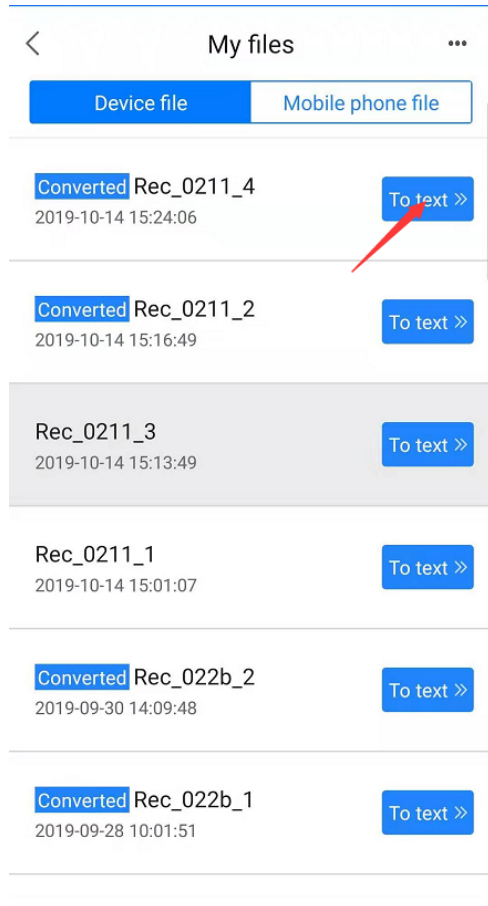 My files
Device file
Mobile phone file
Converted Rec_0211_4
2019-10-14 15:24:06
To text »
Converted Rec_0211_2
2019-10-14 15:16:49
To text »
Rec_0211_3
2019-10-14 15:13:49
To text »
Rec_0211_1
2019-10-14 15:01:07
To text »
Converted Rec_022b_2
2019-09-30 14:09:48
To text »
Converted Rec_022b_1
2019-09-28 10:01:51
To text »